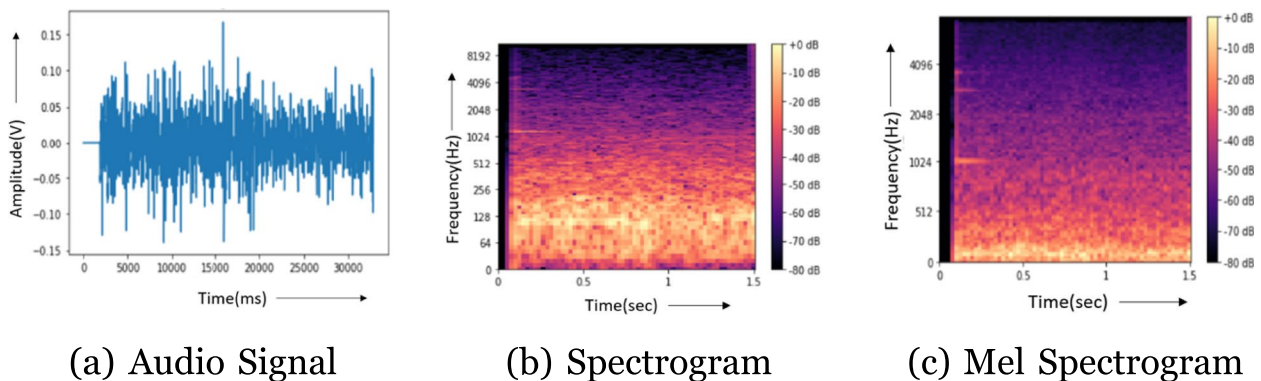 Amplitude(V)
0.15
0.10
0.05
0.00
−0.05
−0.10
−0.15
0 5000 10000 15000 20000 25000 30000
Time(ms)
(a) Audio Signal
Frequency(Hz)
8192
4096
2048
1024
512
256
128
64
0
0 0.5 1 1.5
Time(sec)
+0 dB
-10 dB
-20 dB
-30 dB
-40 dB
-50 dB
-60 dB
-70 dB
-80 dB
(b) Spectrogram
Frequency(Hz)
4096
2048
1024
512
0
0 0.5 1 1.5
Time(sec)
+0 dB
-10 dB
-20 dB
-30 dB
-40 dB
-50 dB
-60 dB
-70 dB
-80 dB
(c) Mel Spectrogram